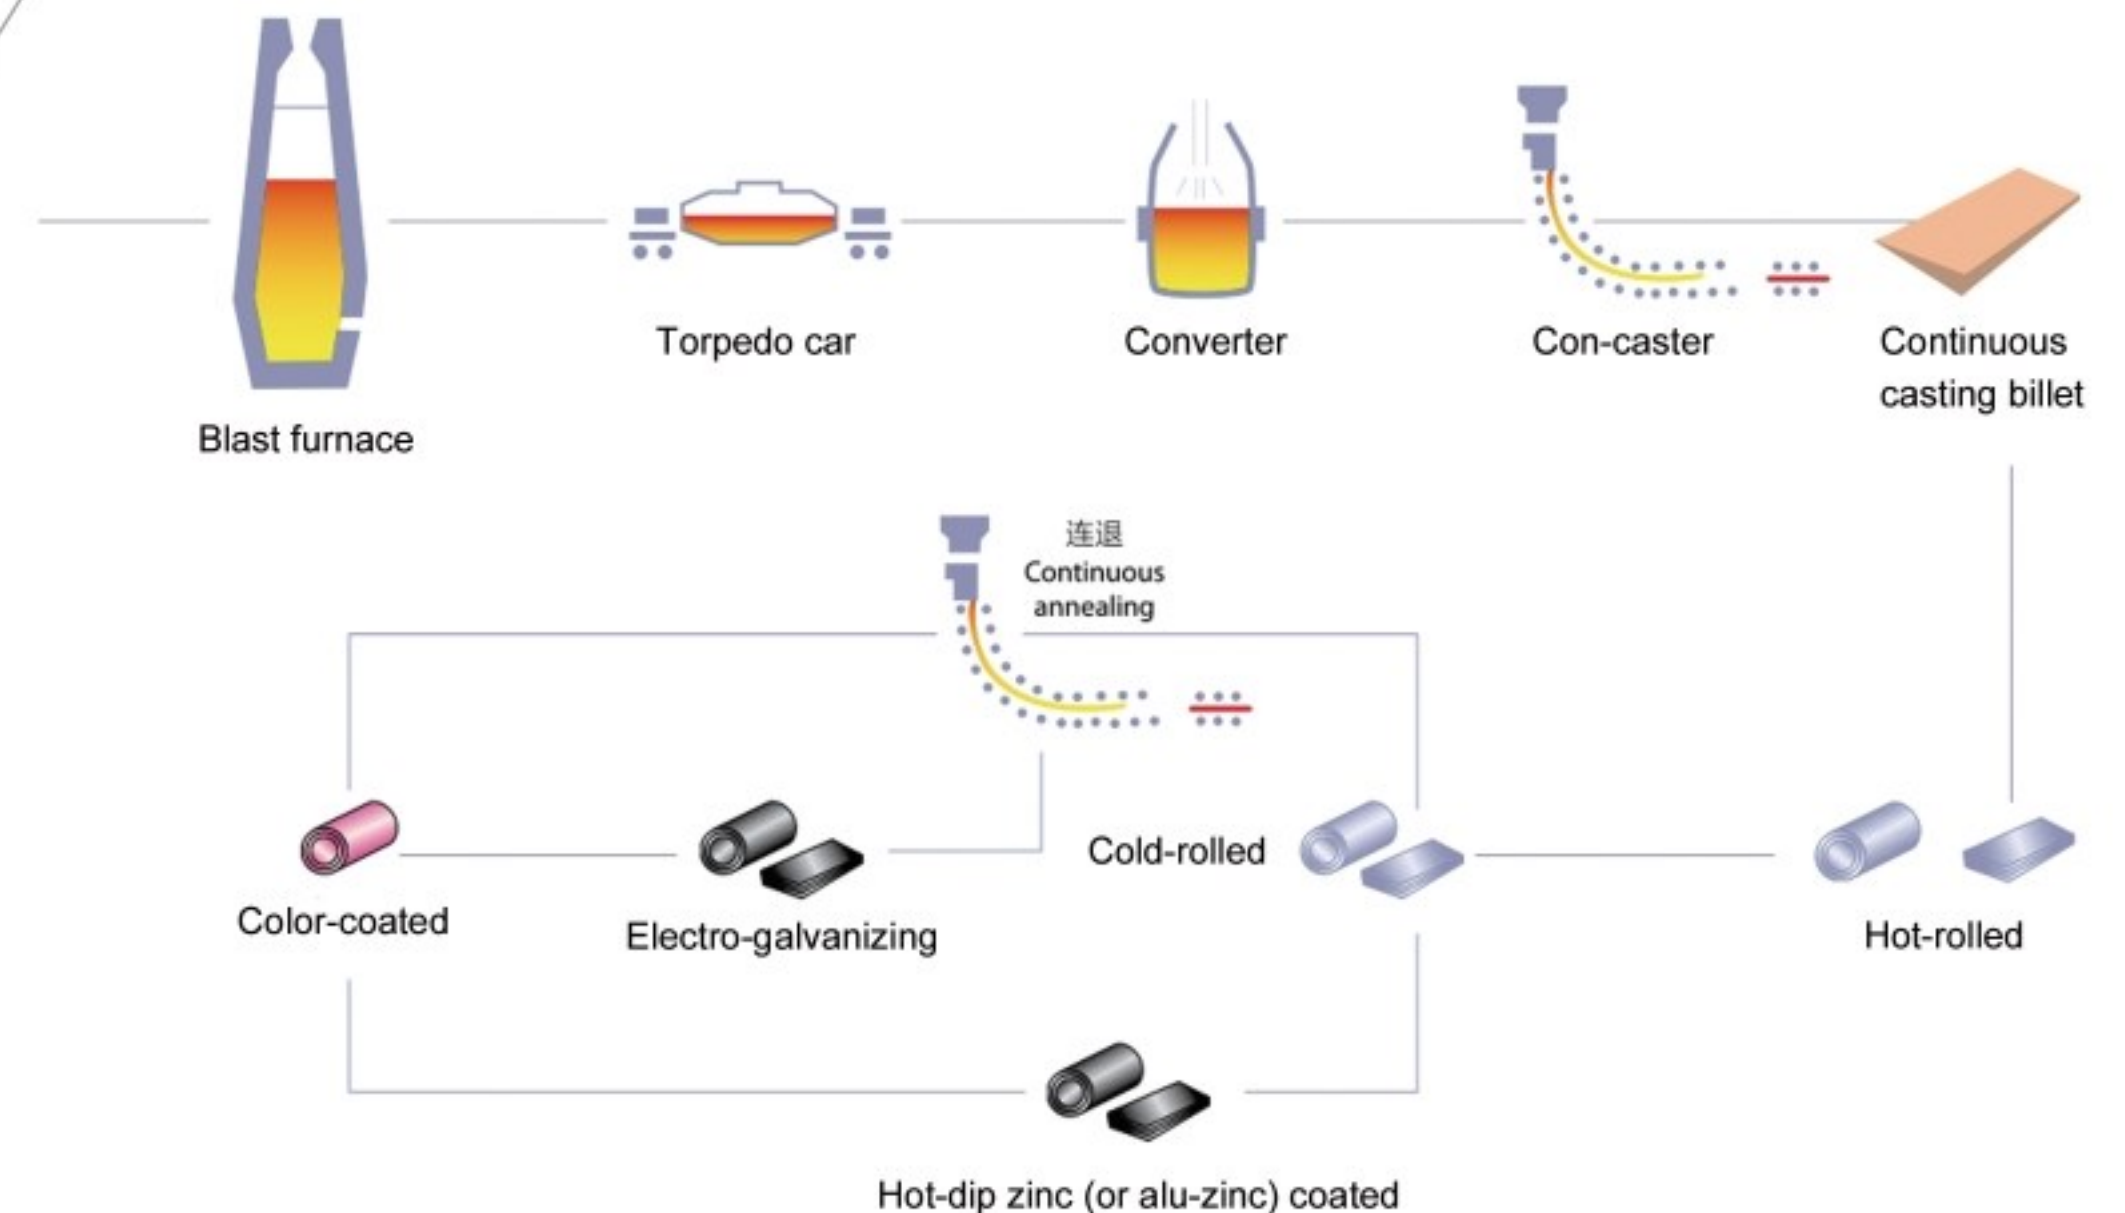 Torpedo car
Converter
Con-caster
Continuous
casting billet
Blast furnace
连退
Continuous
annealing
Cold-rolled
Color-coated
Electro-galvanizing
Hot-rolled
Hot-dip zinc (or alu-zinc) coated